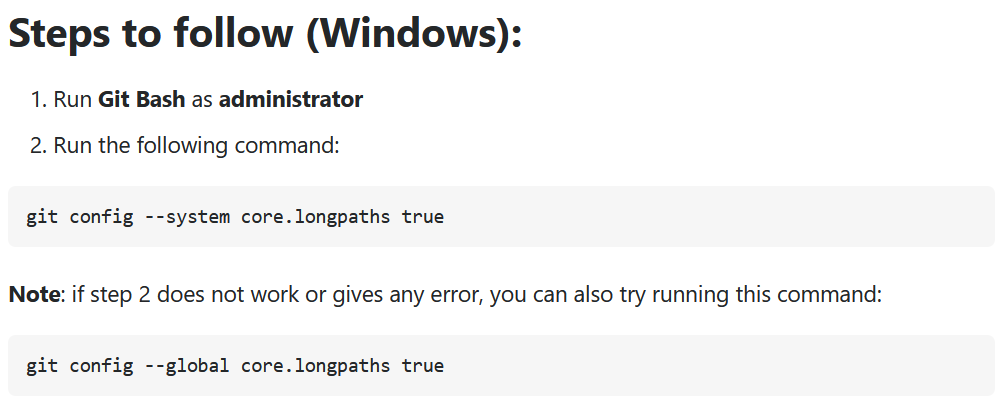 Steps to follow (Windows):
1. Run Git Bash as administrator
2. Run the following command:
git config --system core.longpaths true
Note: if step 2 does not work or gives any error, you can also try running this command:
git config --global core.longpaths true